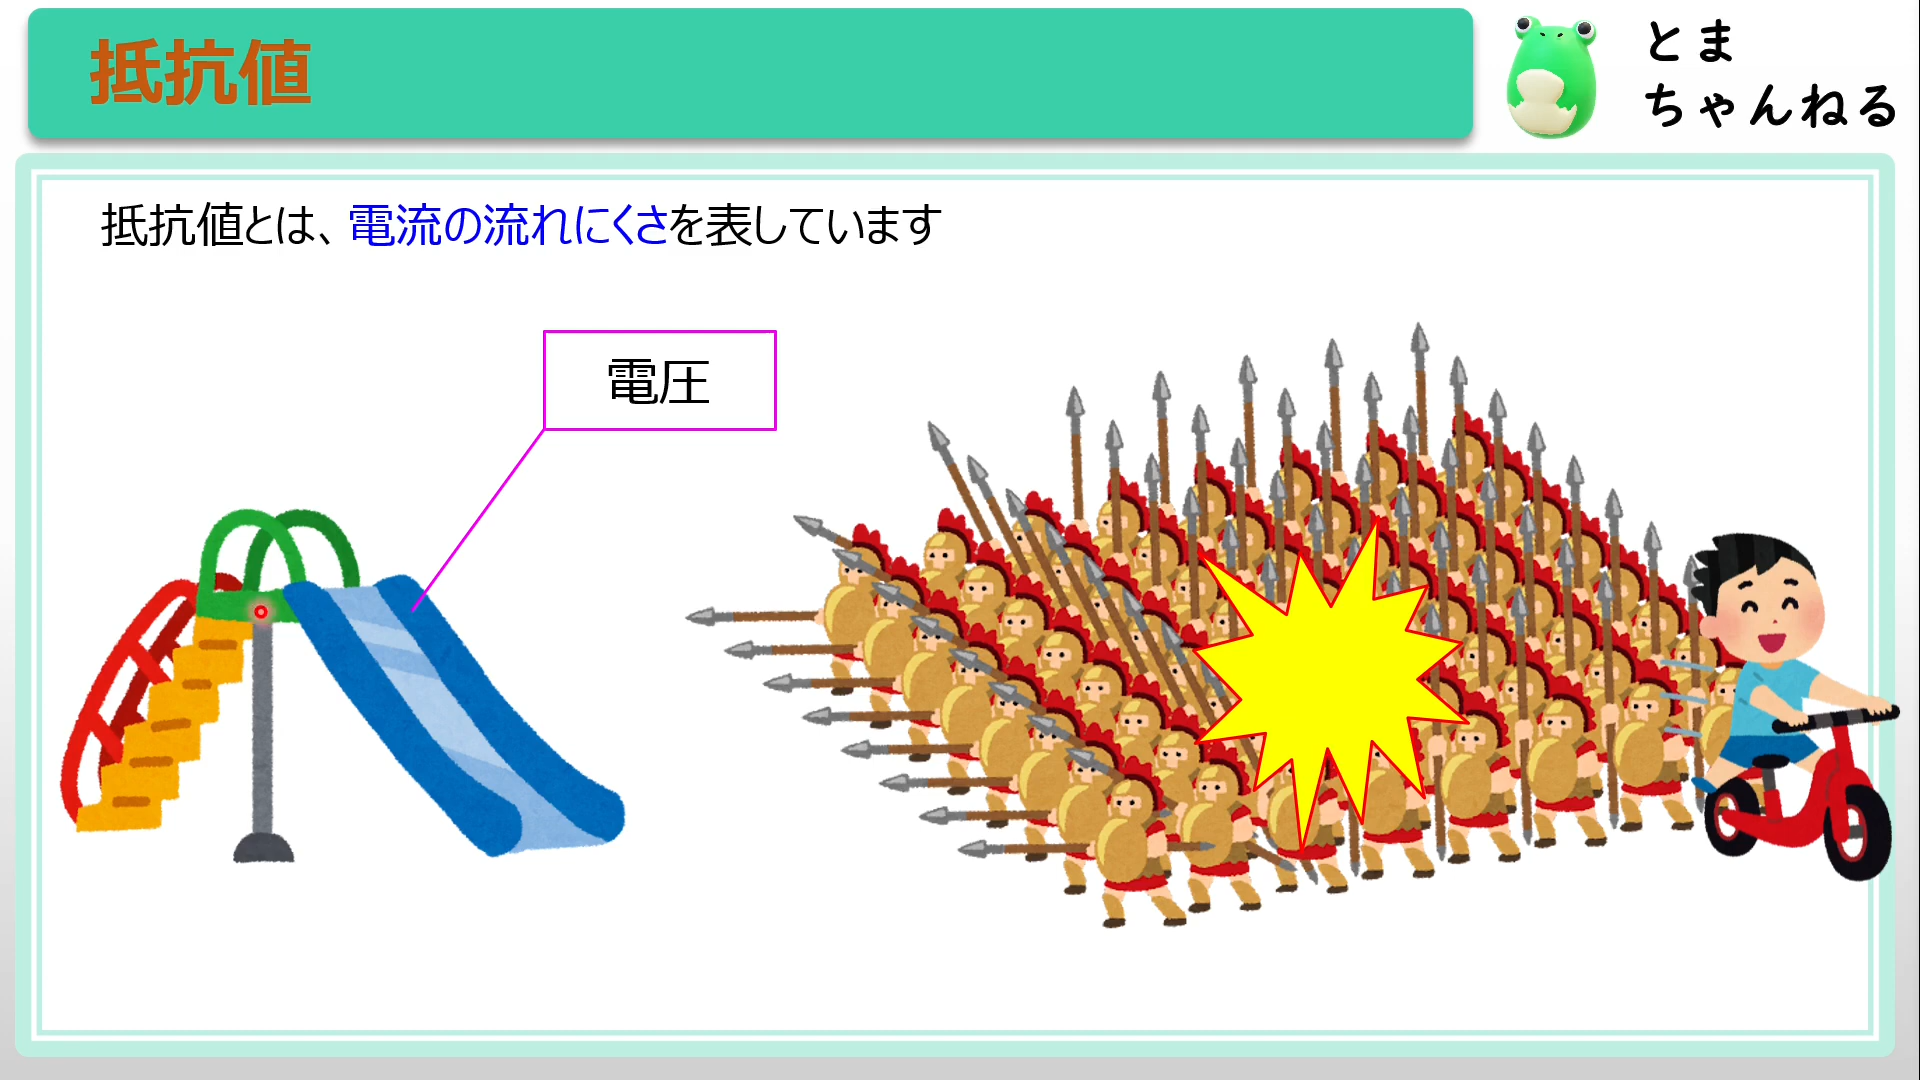 抵抗値
とま
ちゃんねる
抵抗値とは、電流の流れにくさを表しています
電圧